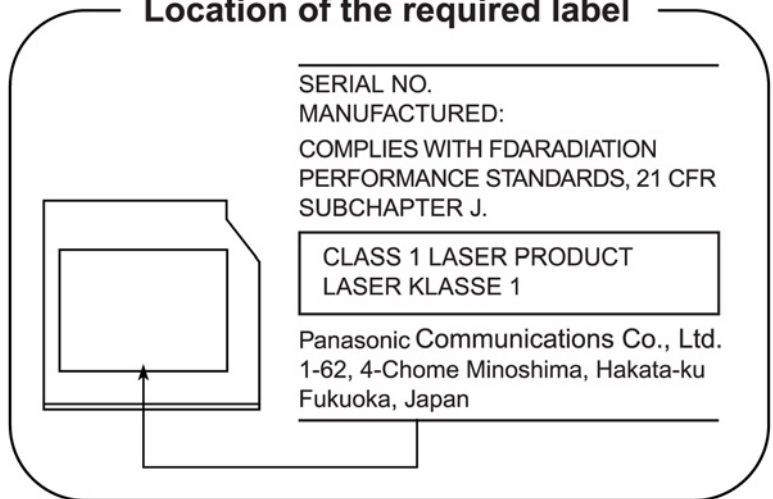 Location of the required label
SERIAL NO.
MANUFACTURED:
COMPLIES WITH FDARADIATION
PERFORMANCE STANDARDS, 21 CFR
SUBCHAPTER J.
CLASS 1 LASER PRODUCT
LASER KLASSE 1
Panasonic Communications Co., Ltd.
1-62, 4-Chome Minoshima, Hakata-ku
Fukuoka, Japan